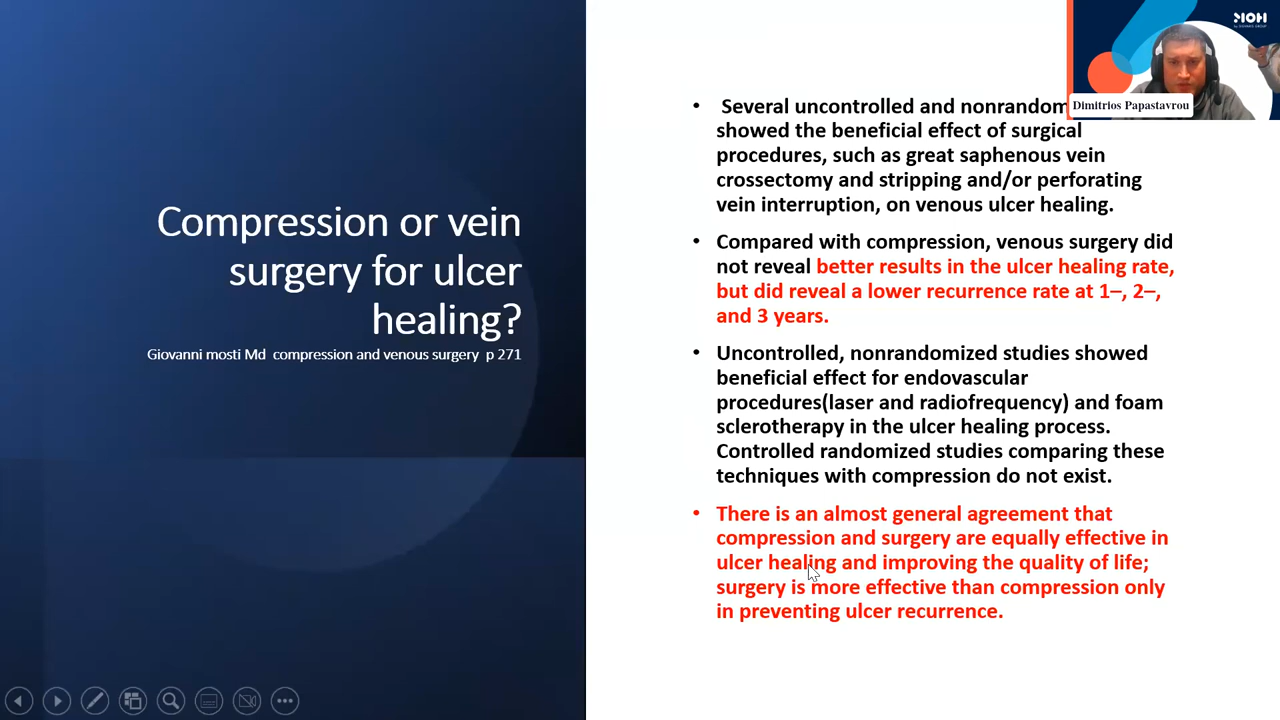 Compression or vein
surgery for ulcer
healing?
Giovanni mosti Md compression and venous surgery p 271
• Several uncontrolled and nonrandom
showed the beneficial effect of surgical
procedures, such as great saphenous vein
crossectomy and stripping and/or perforating
vein interruption, on venous ulcer healing.
• Compared with compression, venous surgery did
not reveal better results in the ulcer healing rate,
but did reveal a lower recurrence rate at 1–, 2–,
and 3 years.
• Uncontrolled, nonrandomized studies showed
beneficial effect for endovascular
procedures(laser and radiofrequency) and foam
sclerotherapy in the ulcer healing process.
Controlled randomized studies comparing these
techniques with compression do not exist.
• There is an almost general agreement that
compression and surgery are equally effective in
ulcer healing and improving the quality of life;
surgery is more effective than compression only
in preventing ulcer recurrence.
Dimitrios Papastavrou